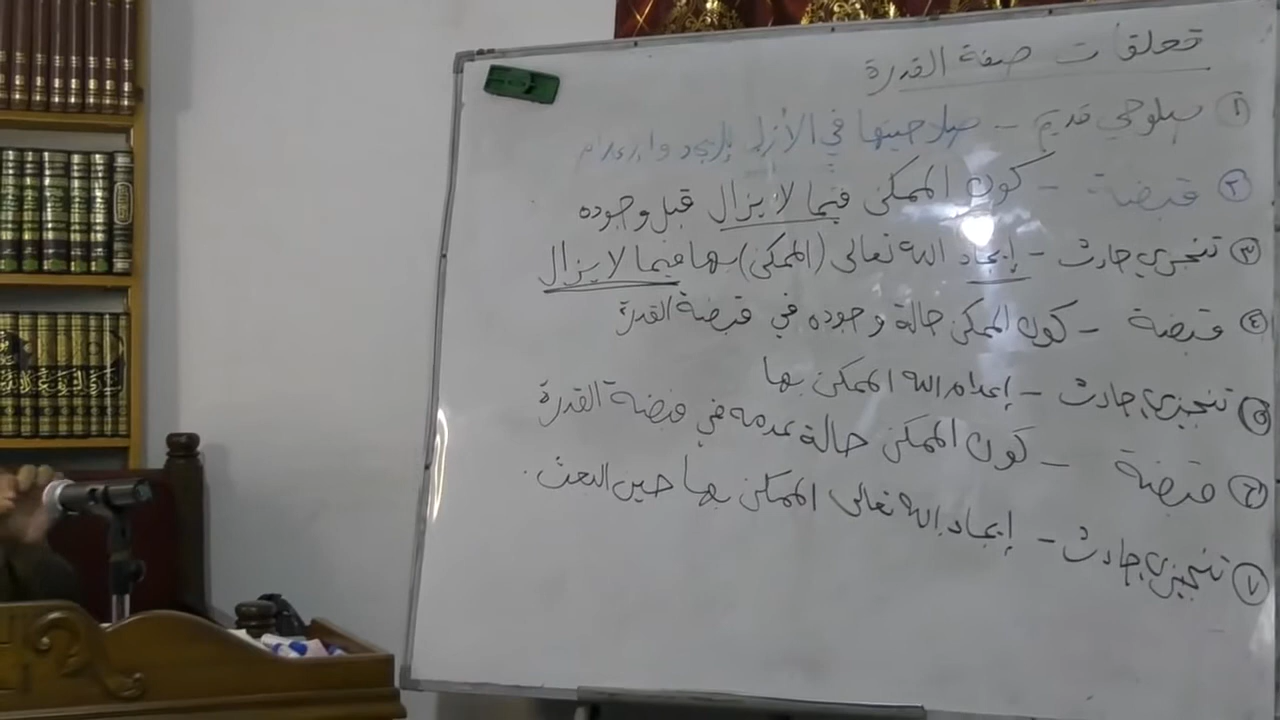 تعلقات صفة القدرة
١ صلوحي قديم – صلاحيتها في الأزل للإيجاد والإعدام
٢ قبضة – كون الممكن فيما لا يزال قبل وجوده
٣ تنجيزي حادث – إيجاد الله تعالى (الممكن) بها فيما لا يزال
٤ قبضة – كون الممكن حالة وجوده في قبضة القدرة
٥ تنجيزي حادث – إعدام الله الممكن بها
٦ قبضة – كون الممكن حالة عدمه في قبضة القدرة
٧ تنجيزي حادث – إيجاد الله تعالى الممكن بها حين البعث.